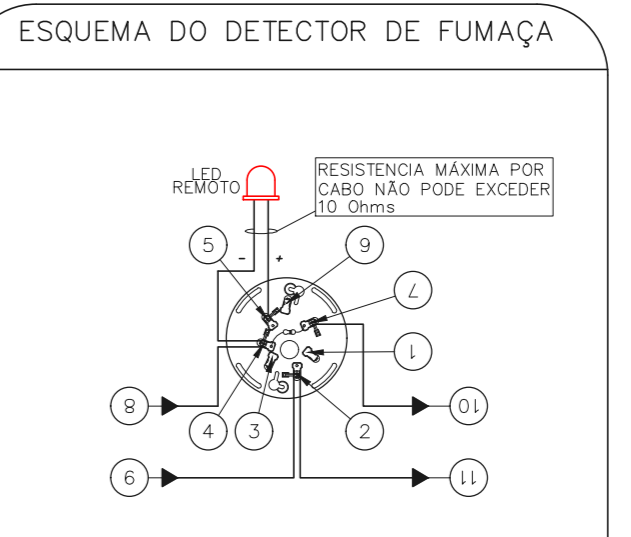 ESQUEMA DO DETECTOR DE FUMAÇA
LED
REMOTO
RESISTENCIA MÁXIMA POR
CABO NÃO PODE EXCEDER
10 Ohms
5
6
- +
7
1
8
4
3
2
10
9
11